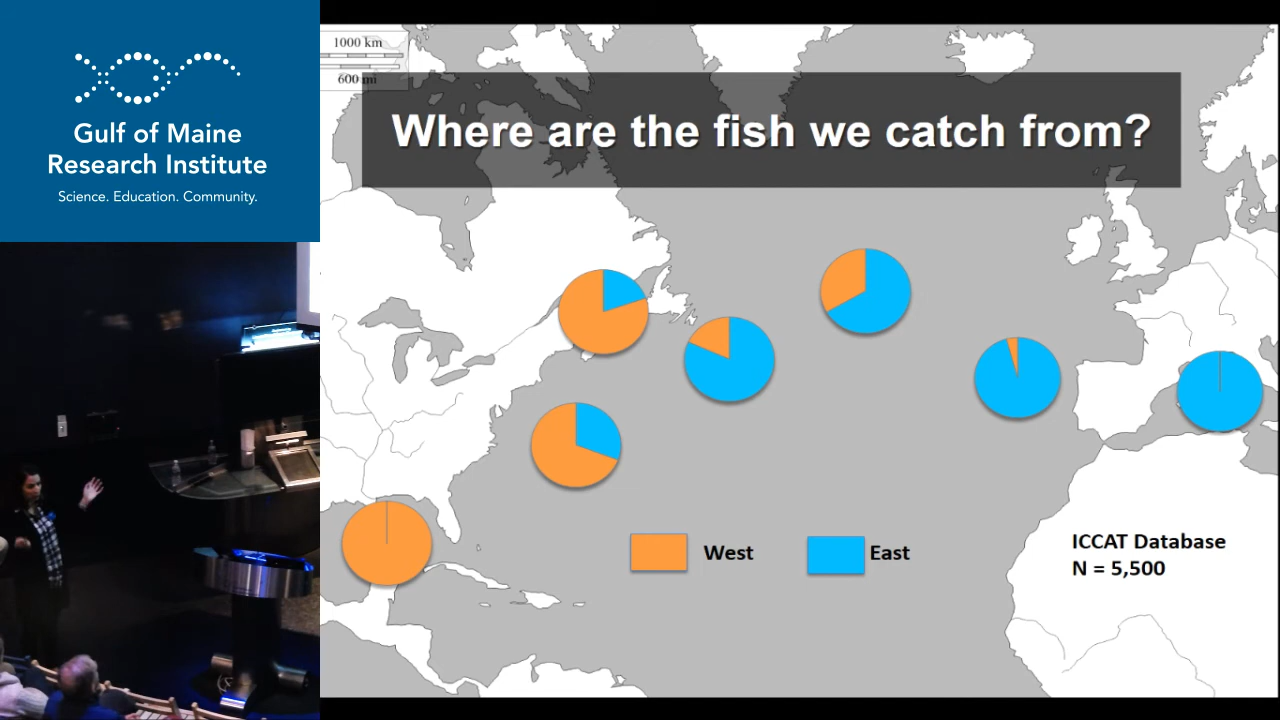 Gulf of Maine
Research Institute
Science. Education. Community.
1000 km
600 mi
Where are the fish we catch from?
West
East
ICCAT Database
N = 5,500